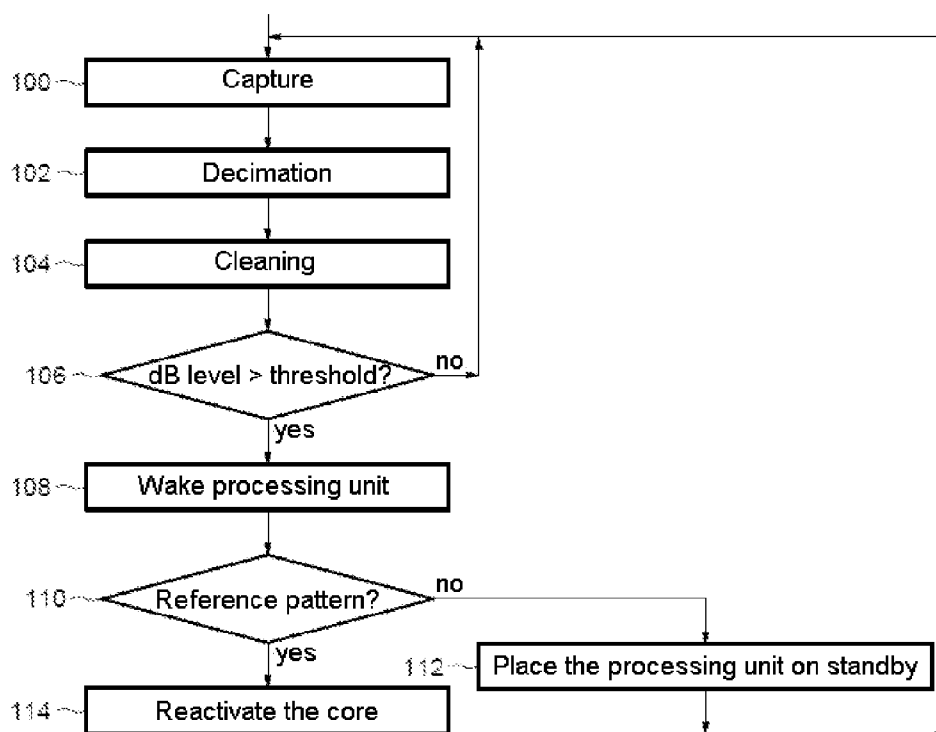 100 Capture
102 Decimation
104 Cleaning
106 dB level > threshold? no
yes
108 Wake processing unit
110 Reference pattern? no
yes
112 Place the processing unit on standby
114 Reactivate the core